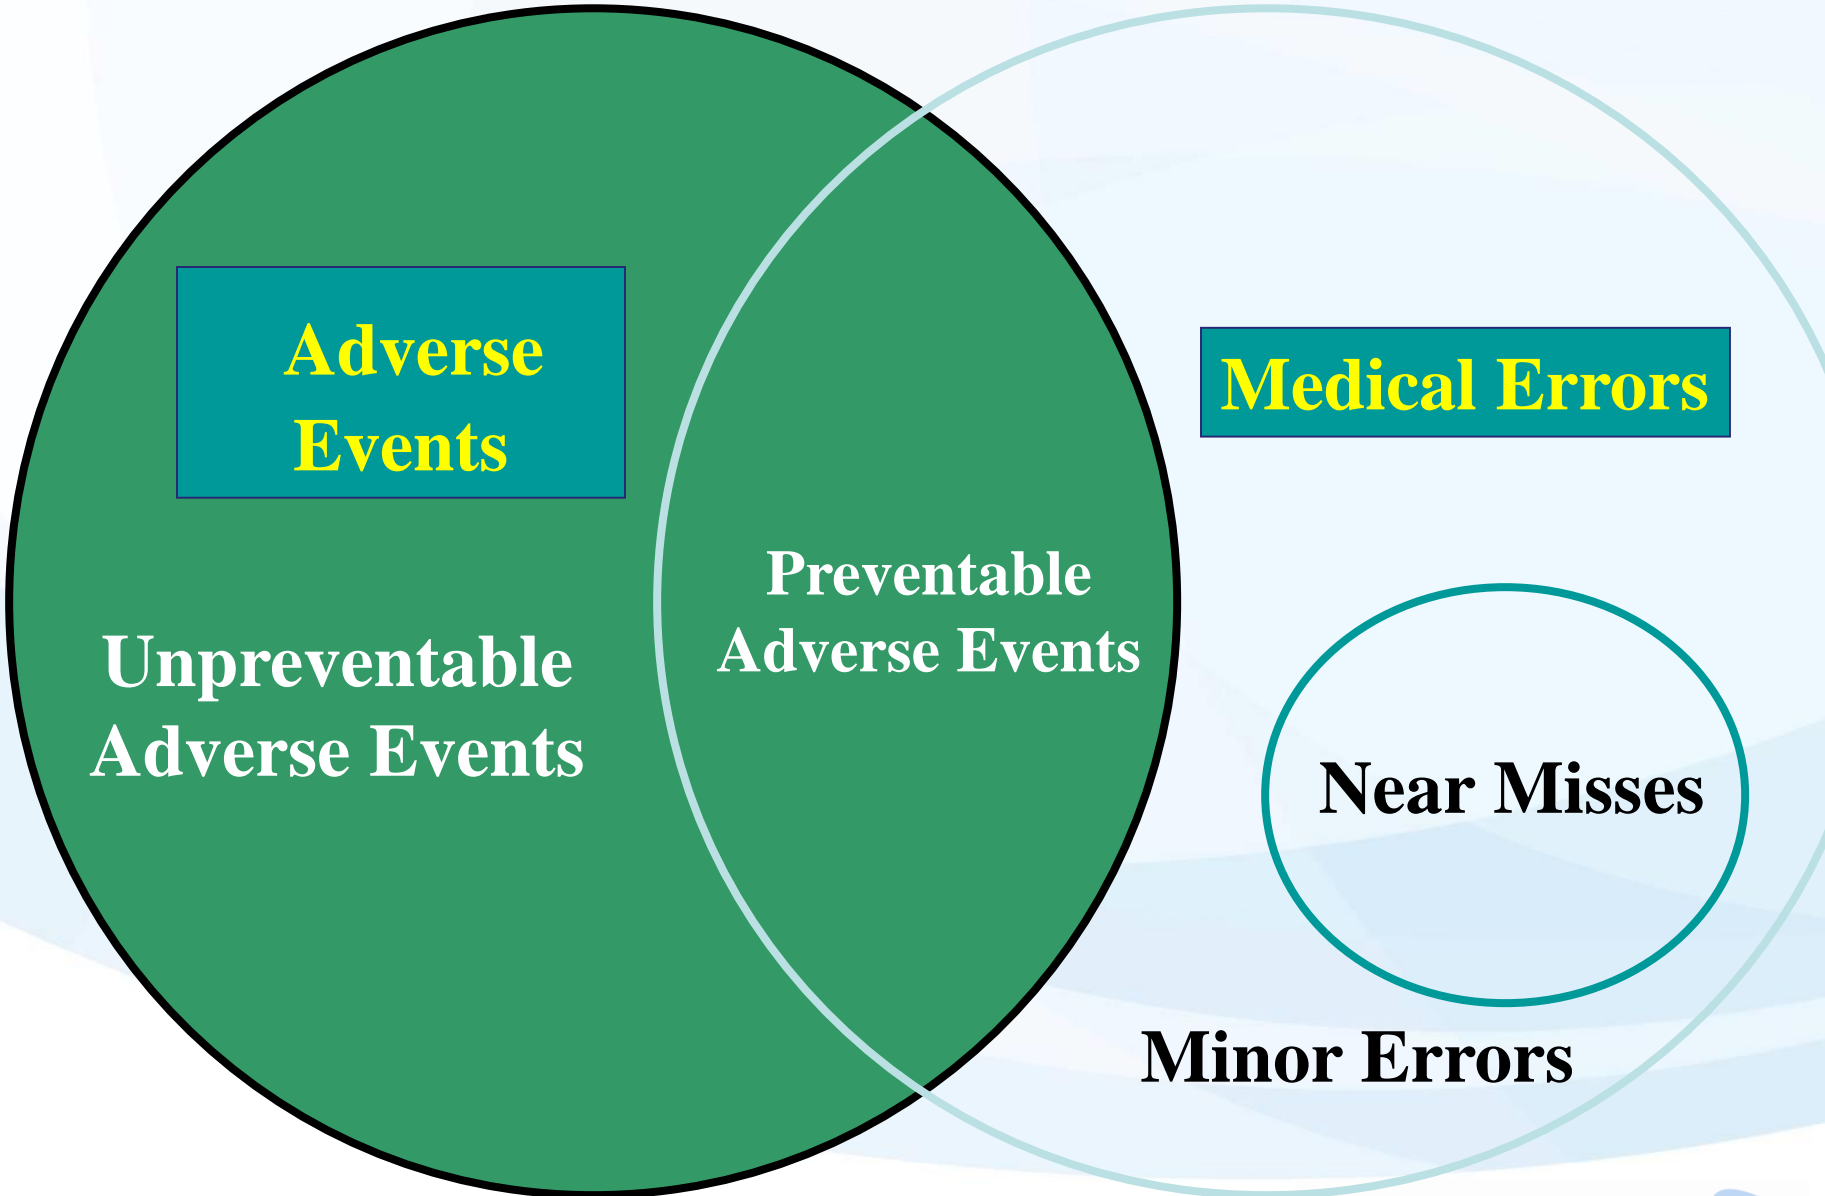 Adverse
Events
Medical Errors
Preventable
Adverse Events
Unpreventable
Adverse Events
Near Misses
Minor Errors